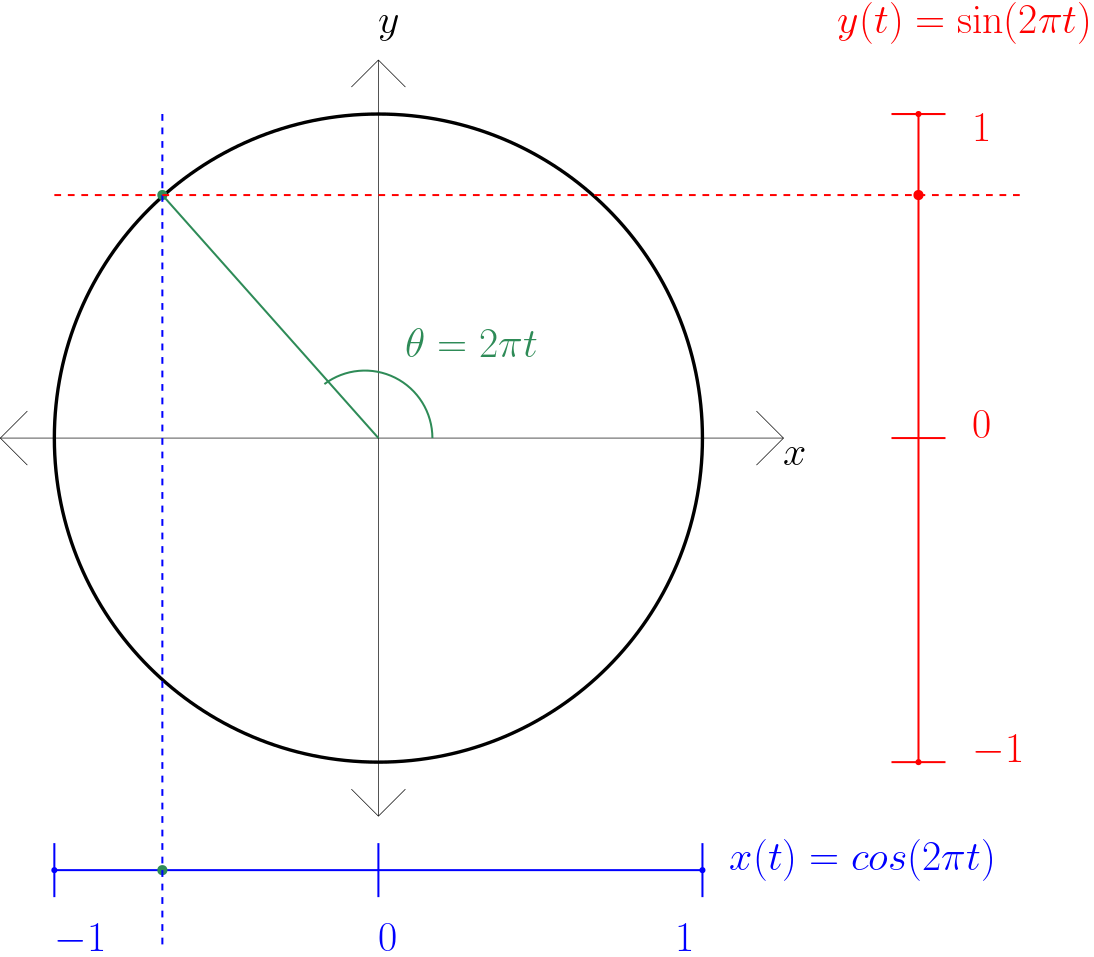 y
y(t) = sin(2πt)
1
θ = 2πt
0
x
−1
x(t) = cos(2πt)
−1 0 1